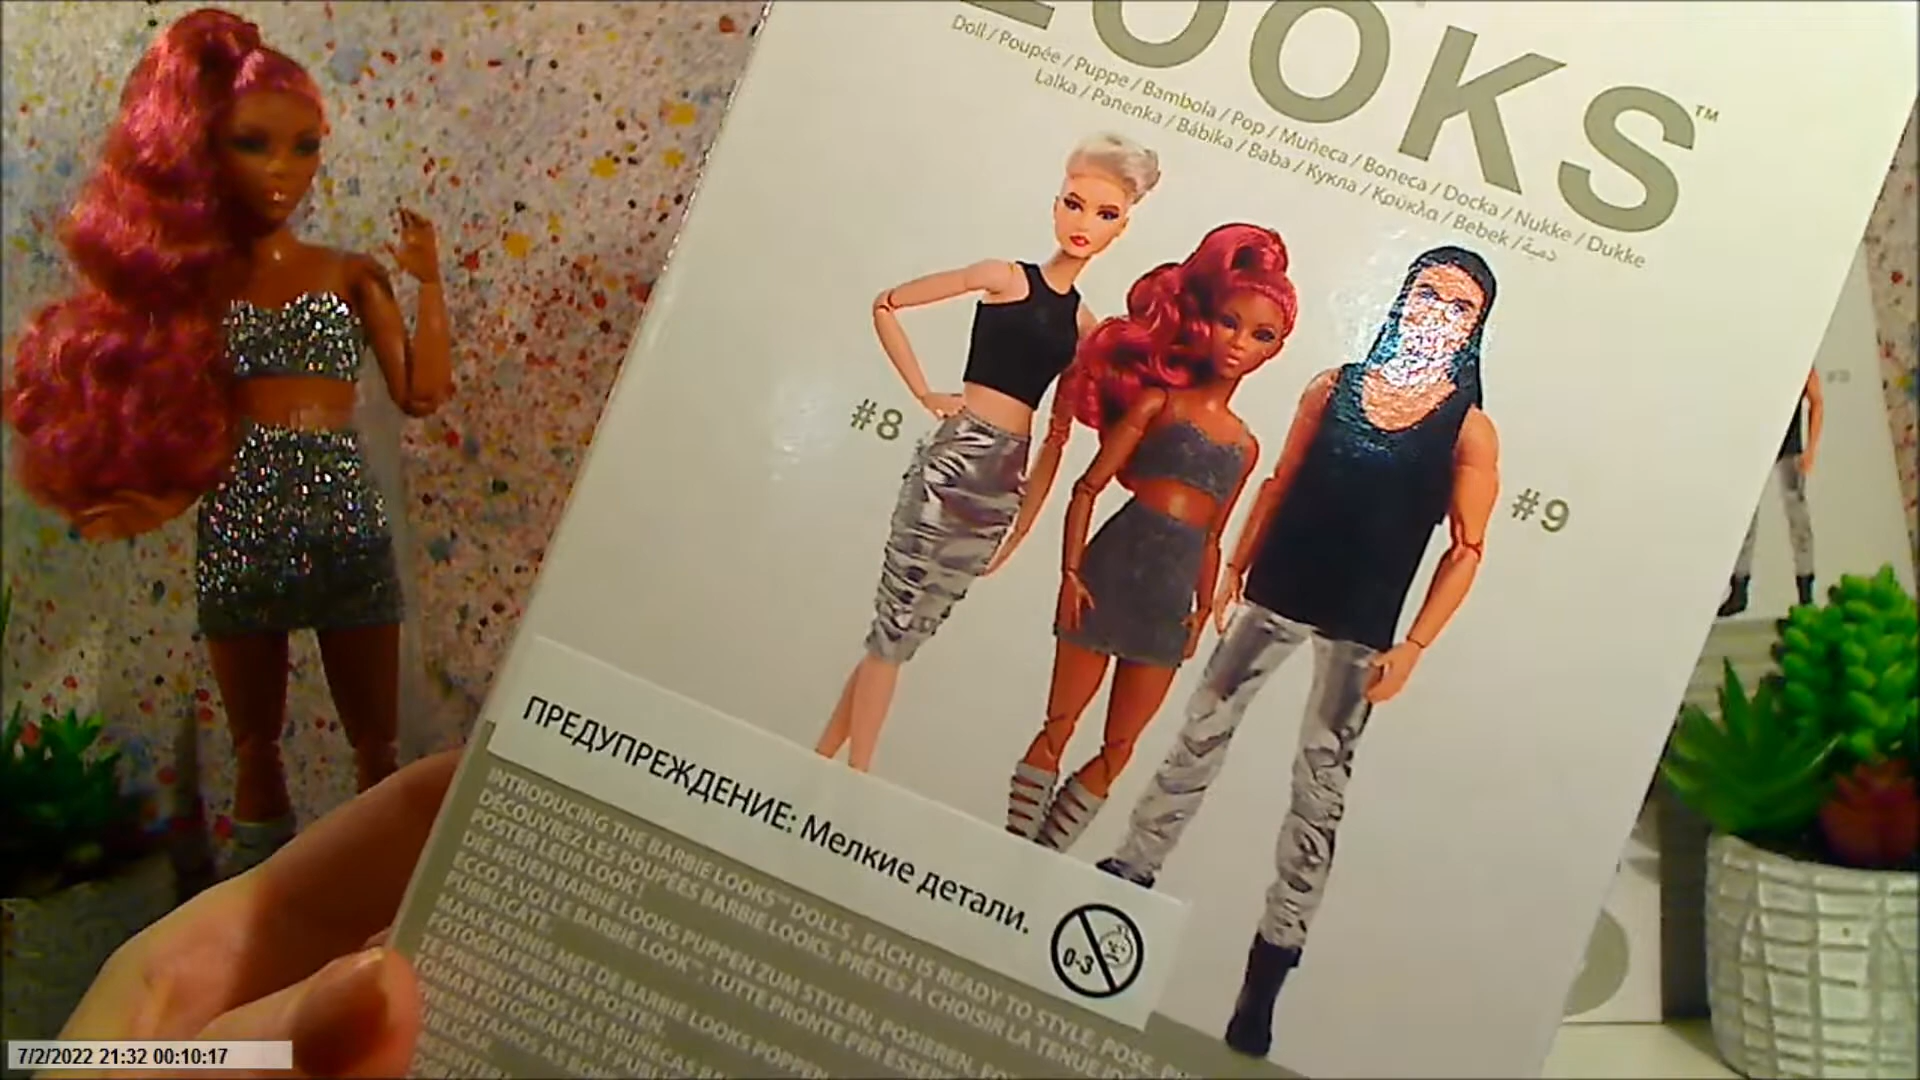 LOOKS™
Doll / Poupée / Puppe / Bambola / Pop / Muñeca / Boneca / Docka / Nukke / Dukke
Lalka / Panenka / Bábika / Baba / Кукла / Κούκλα / Bebek / دمية
#8
#9
ПРЕДУПРЕЖДЕНИЕ: Мелкие детали.
0-3
INTRODUCING THE BARBIE LOOKS™ DOLLS, EACH IS READY TO STYLE, POSE,
DÉCOUVREZ LES POUPÉES BARBIE LOOKS, PRÊTES À CHOISIR LA TENUE
POSTER LEUR LOOK!
DIE NEUEN BARBIE LOOKS PUPPEN ZUM STYLEN, POSIEREN,
ECCO A VOI LE BARBIE LOOK™, TUTTE PRONTE PER ESSERE
PUBBLICATE.
MAAK KENNIS MET DE BARBIE LOOKS POPPEN
FOTOGRAFEREN EN POSTEN.
TE PRESENTAMOS LAS MUÑECAS
TOMAR FOTOGRAFÍAS Y
7/2/2022 21:32 00:10:17